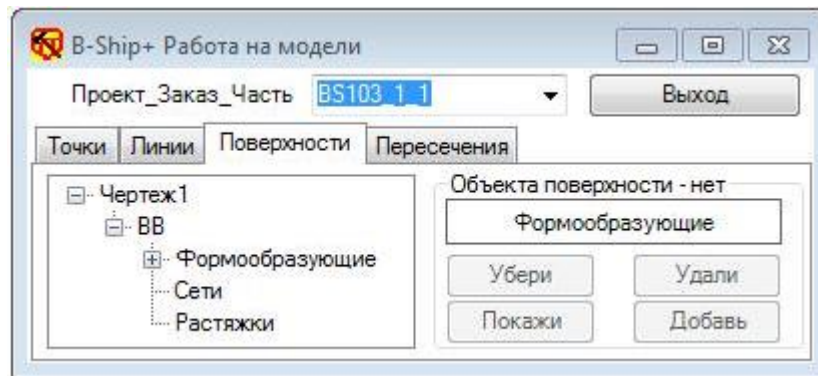 B-Ship+ Работа на модели
Проект_Заказ_Часть BS103_1_1 Выход
Точки Линии Поверхности Пересечения
Чертеж1
BB
Формообразующие
Сети
Растяжки
Объекта поверхности - нет
Формообразующие
Убери Удали
Покажи Добавь